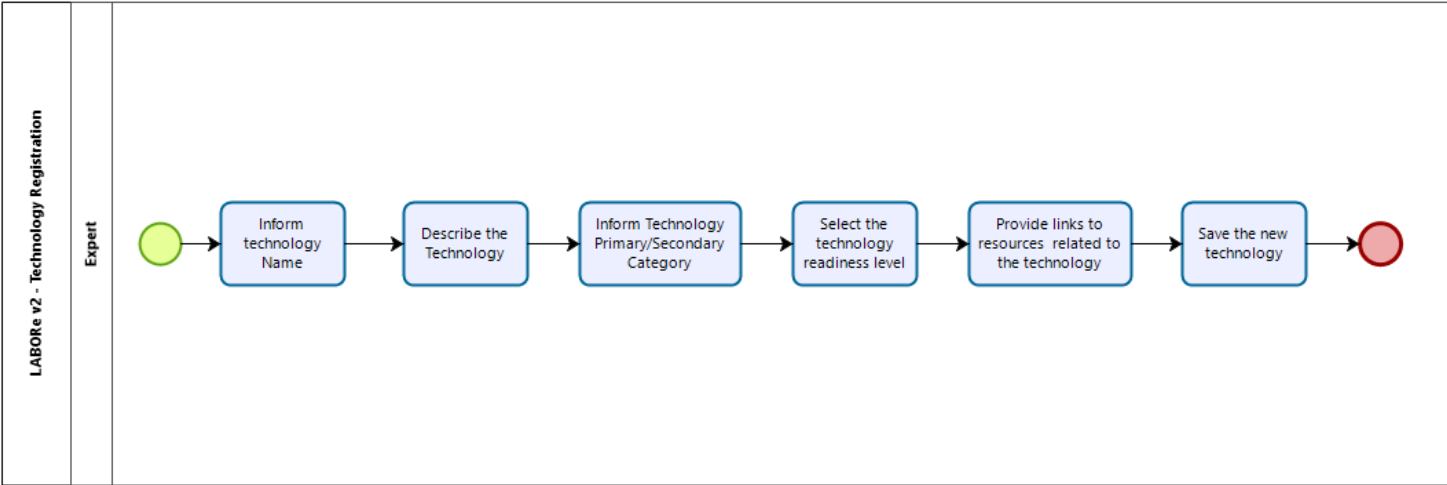 LABORe v2 - Technology Registration
Expert
Inform
technology
Name
Describe the
Technology
Inform Technology
Primary/Secondary
Category
Select the
technology
readiness level
Provide links to
resources  related to
the technology
Save the new
technology